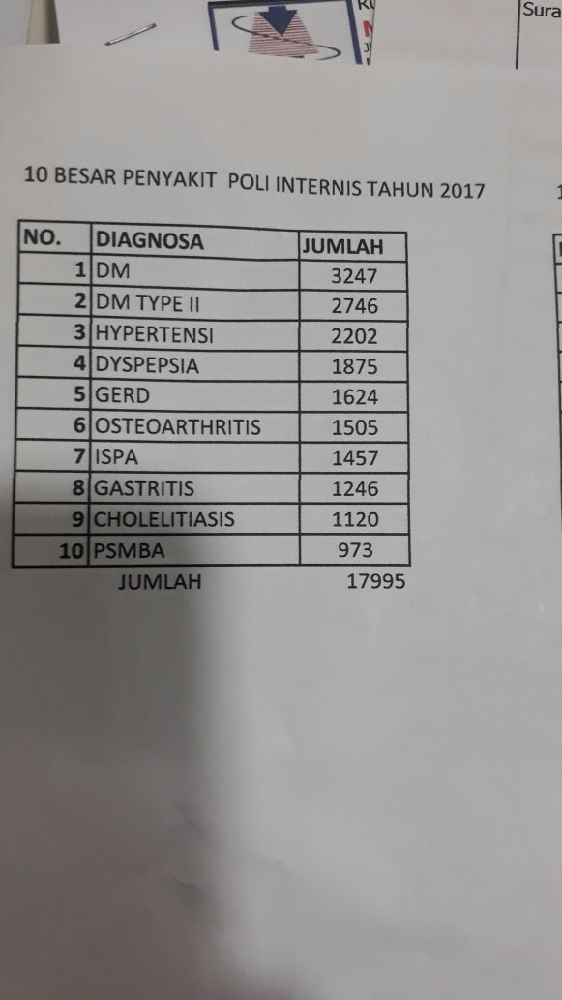 Sura
10 BESAR PENYAKIT POLI INTERNIS TAHUN 2017
NO. DIAGNOSA JUMLAH
1 DM 3247
2 DM TYPE II 2746
3 HYPERTENSI 2202
4 DYSPEPSIA 1875
5 GERD 1624
6 OSTEOARTHRITIS 1505
7 ISPA 1457
8 GASTRITIS 1246
9 CHOLELITIASIS 1120
10 PSMBA 973
JUMLAH 17995